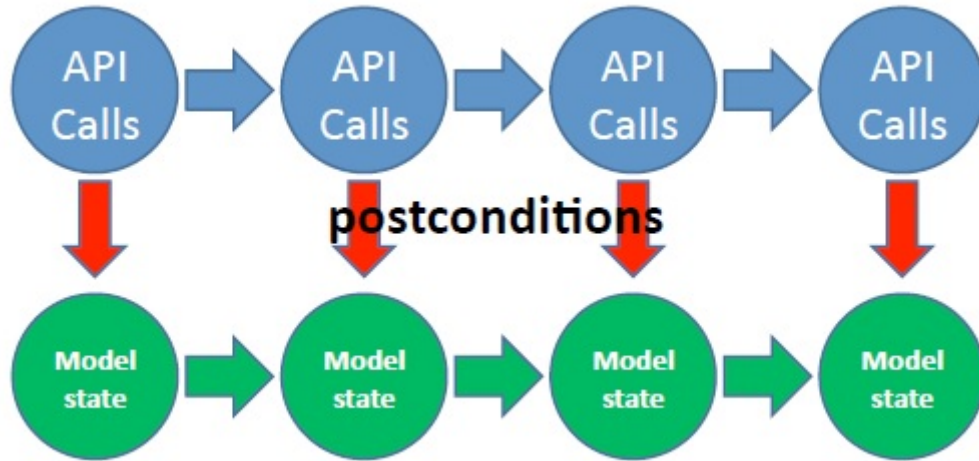 API
Calls
API
Calls
API
Calls
API
Calls
postconditions
Model
state
Model
state
Model
state
Model
state